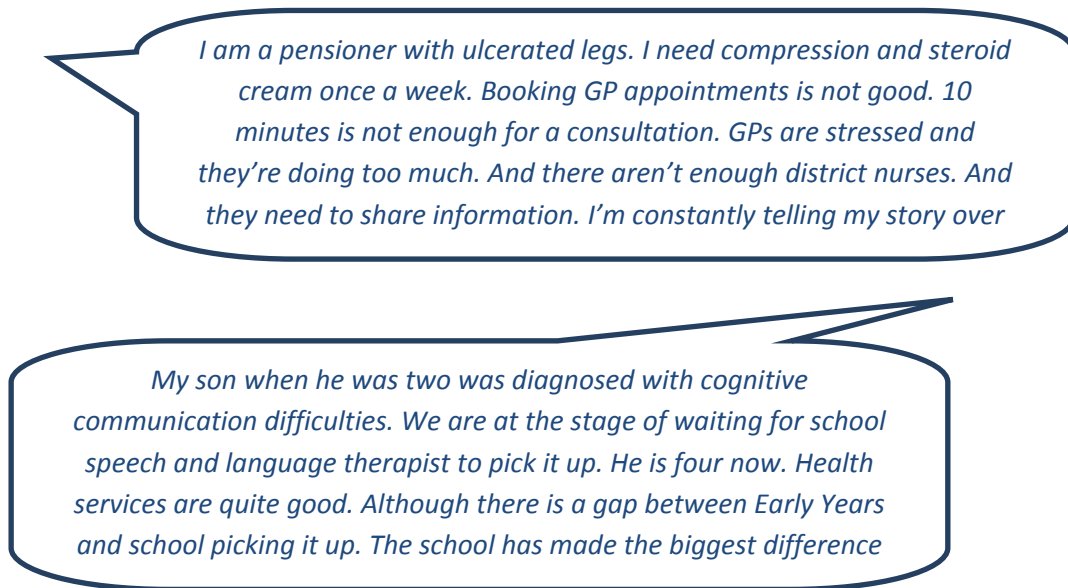 I am a pensioner with ulcerated legs. I need compression and steroid
cream once a week. Booking GP appointments is not good. 10
minutes is not enough for a consultation. GPs are stressed and
they’re doing too much. And there aren’t enough district nurses. And
they need to share information. I’m constantly telling my story over
My son when he was two was diagnosed with cognitive
communication difficulties. We are at the stage of waiting for school
speech and language therapist to pick it up. He is four now. Health
services are quite good. Although there is a gap between Early Years
and school picking it up. The school has made the biggest difference